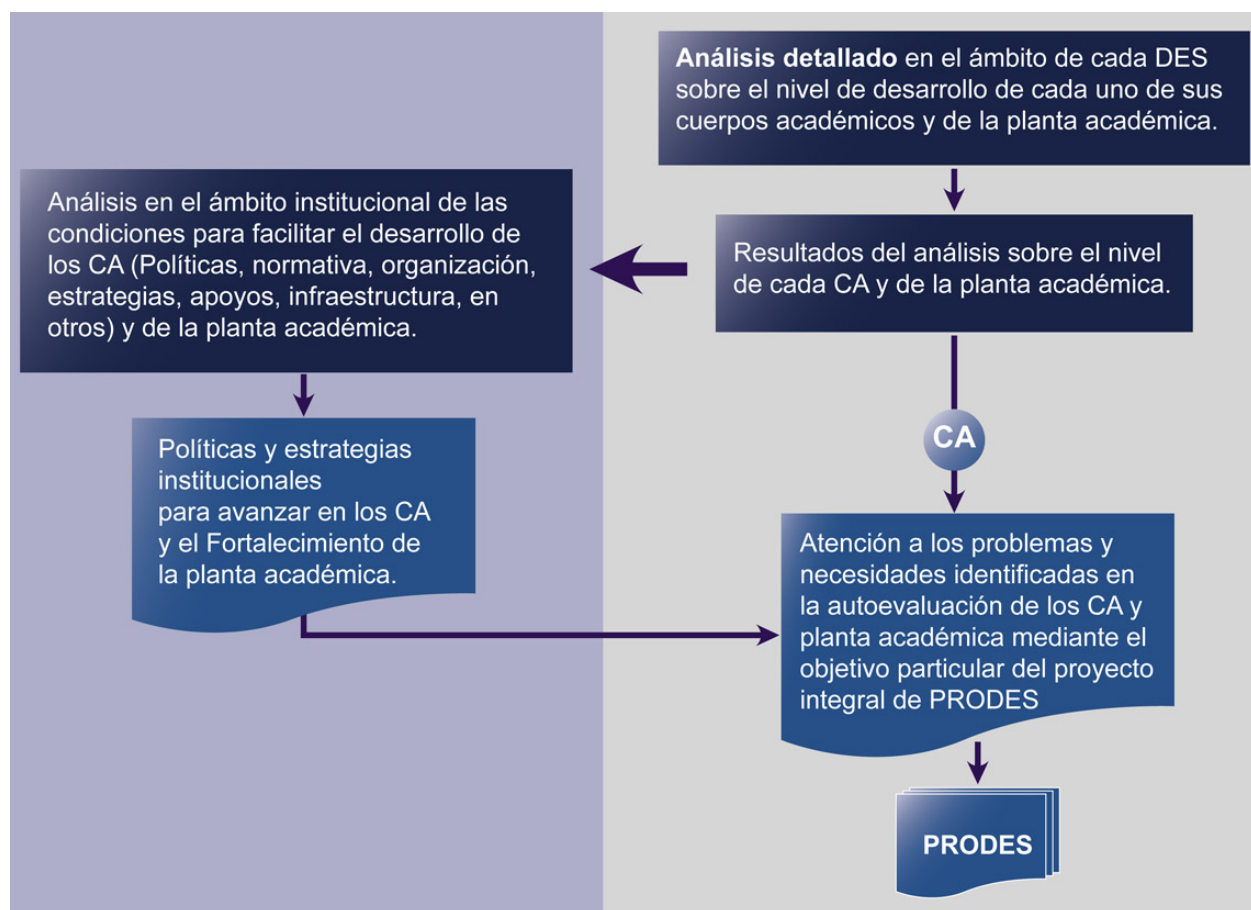 Análisis detallado en el ámbito de cada DES
sobre el nivel de desarrollo de cada uno de sus
cuerpos académicos y de la planta académica.
Análisis en el ámbito institucional de las
condiciones para facilitar el desarrollo de
los CA (Políticas, normativa, organización,
estrategias, apoyos, infraestructura, en
otros) y de la planta académica.
Resultados del análisis sobre el nivel
de cada CA y de la planta académica.
CA
Políticas y estrategias
institucionales
para avanzar en los CA
y el Fortalecimiento de
la planta académica.
Atención a los problemas y
necesidades identificadas en
la autoevaluación de los CA y
planta académica mediante el
objetivo particular del proyecto
integral de PRODES
PRODES